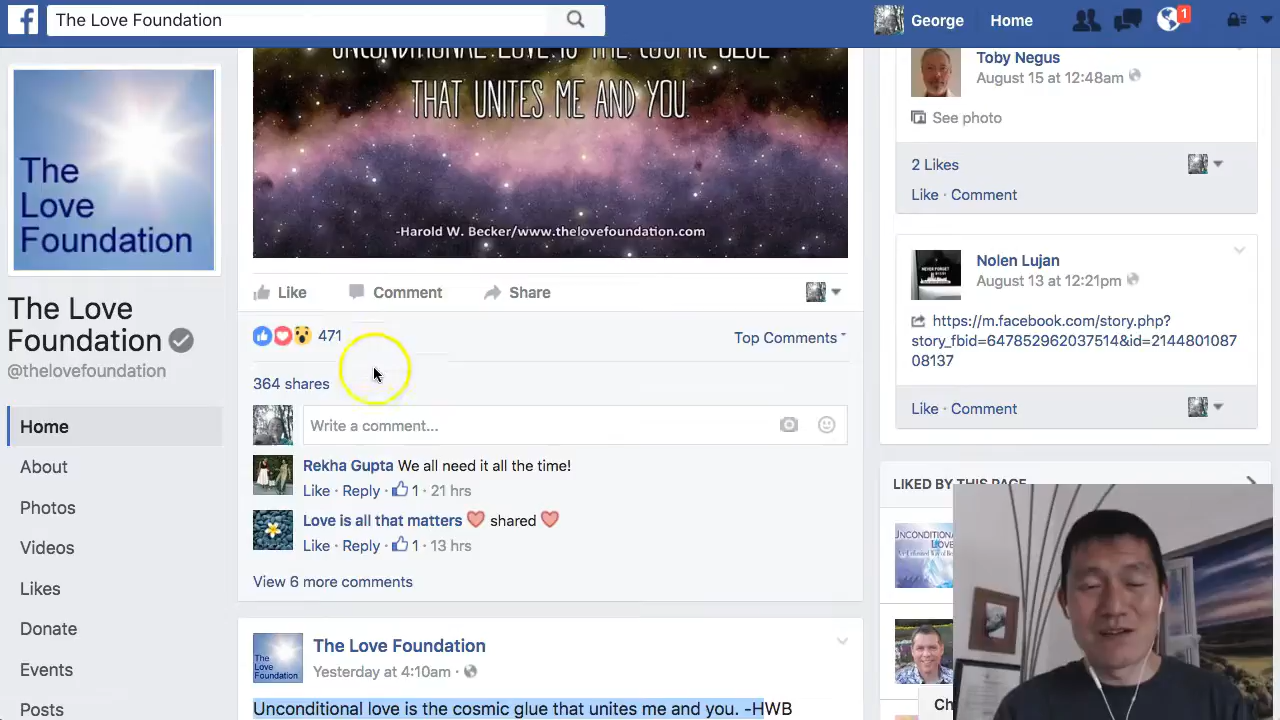 The Love Foundation
George
Home
1
The
Love
Foundation
The Love
Foundation
@thelovefoundation
Home
About
Photos
Videos
Likes
Donate
Events
Posts
UNCONDITIONAL LOVE IS THE COSMIC GLUE
THAT UNITES ME AND YOU.
-Harold W. Becker/www.thelovefoundation.com
Like Comment Share
471
Top Comments
364 shares
Write a comment...
Rekha Gupta We all need it all the time!
Like · Reply · 1 · 21 hrs
Love is all that matters shared
Like · Reply · 1 · 13 hrs
View 6 more comments
The Love Foundation
Yesterday at 4:10am ·
Unconditional love is the cosmic glue that unites me and you. -HWB
Toby Negus
August 15 at 12:48am ·
See photo
2 Likes
Like · Comment
Nolen Lujan
August 13 at 12:21pm ·
https://m.facebook.com/story.php?
story_fbid=647852962037514&id=2144801087
08137
Like · Comment
LIKED BY THIS PAGE
UNCONDITIONAL
LOVE
Ch